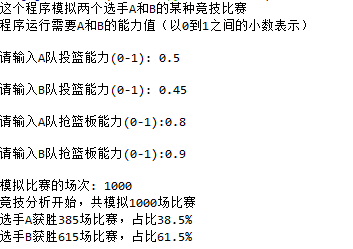 这个程序模拟两个选手A和B的某种竞技比赛
程序运行需要A和B的能力值（以0到1之间的小数表示）
请输入A队投篮能力(0-1): 0.5
请输入B队投篮能力(0-1): 0.45
请输入A队抢篮板能力(0-1):0.8
请输入B队抢篮板能力(0-1):0.9
模拟比赛的场次: 1000
竞技分析开始，共模拟1000场比赛
选手A获胜385场比赛，占比38.5%
选手B获胜615场比赛，占比61.5%